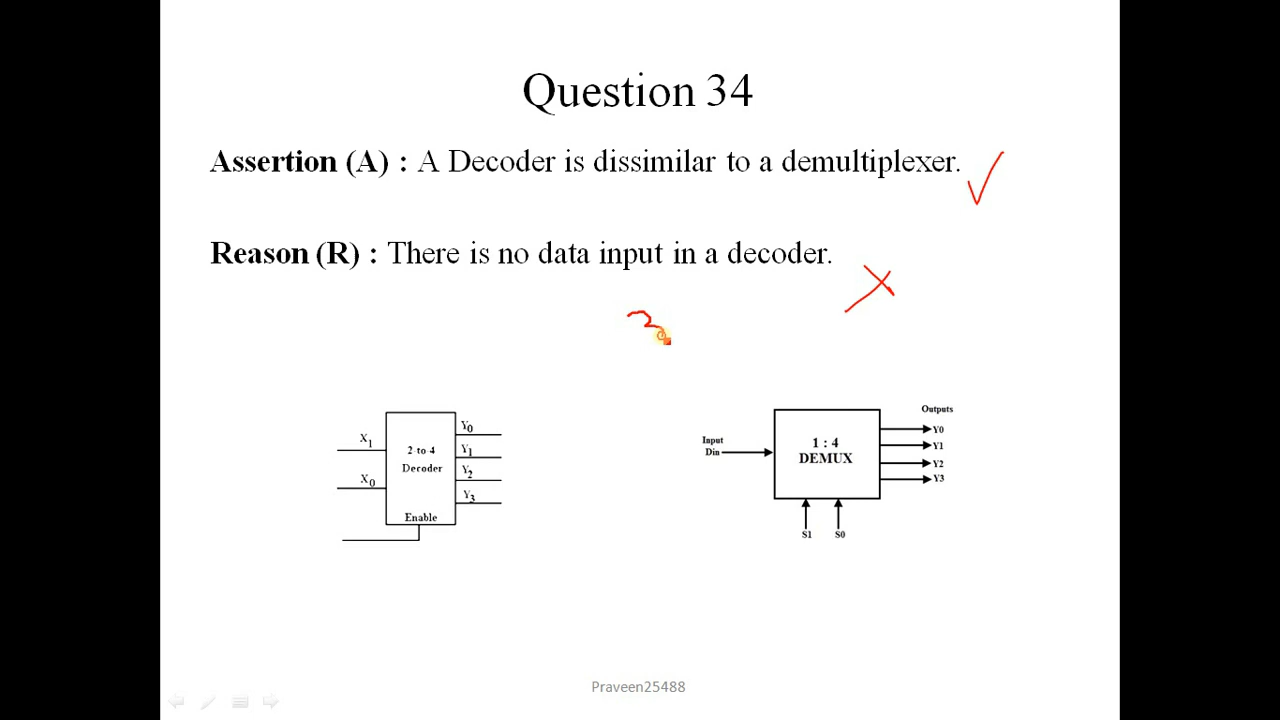 Question 34
Assertion (A) : A Decoder is dissimilar to a demultiplexer.
Reason (R) : There is no data input in a decoder.
X1
X0
2-to-4
Decoder
Enable
Y0
Y1
Y2
Y3
Input
Din
1 : 4
DEMUX
Outputs
Y0
Y1
Y2
Y3
S1
S0
Praveen25488